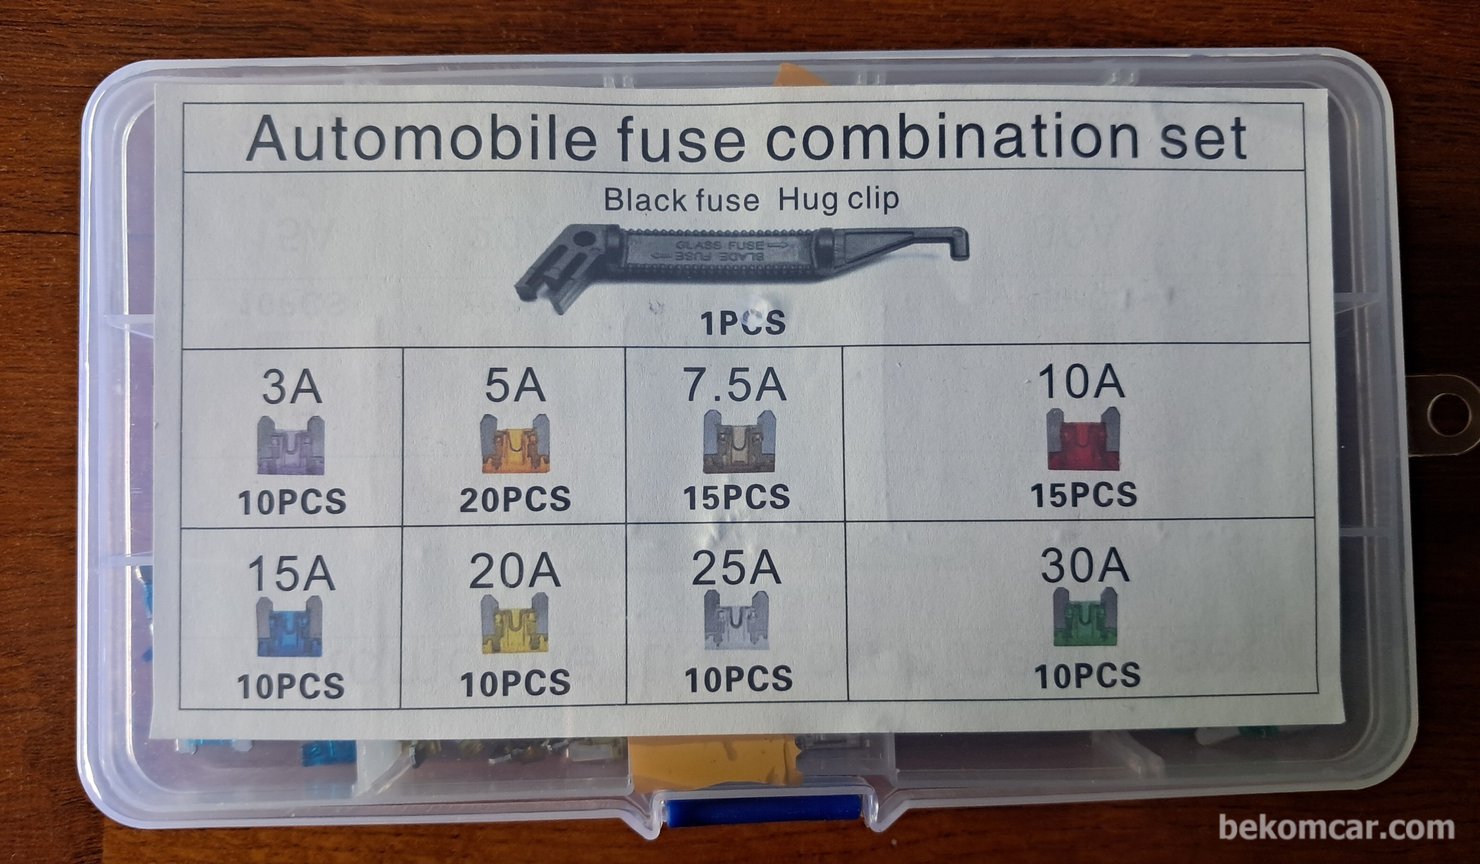 Automobile fuse combination set
Black fuse Hug clip
GLASS FUSE
BLADE FUSE
1PCS
3A 5A 7.5A 10A
10PCS 20PCS 15PCS 15PCS
15A 20A 25A 30A
10PCS 10PCS 10PCS 10PCS
bekomcar.com